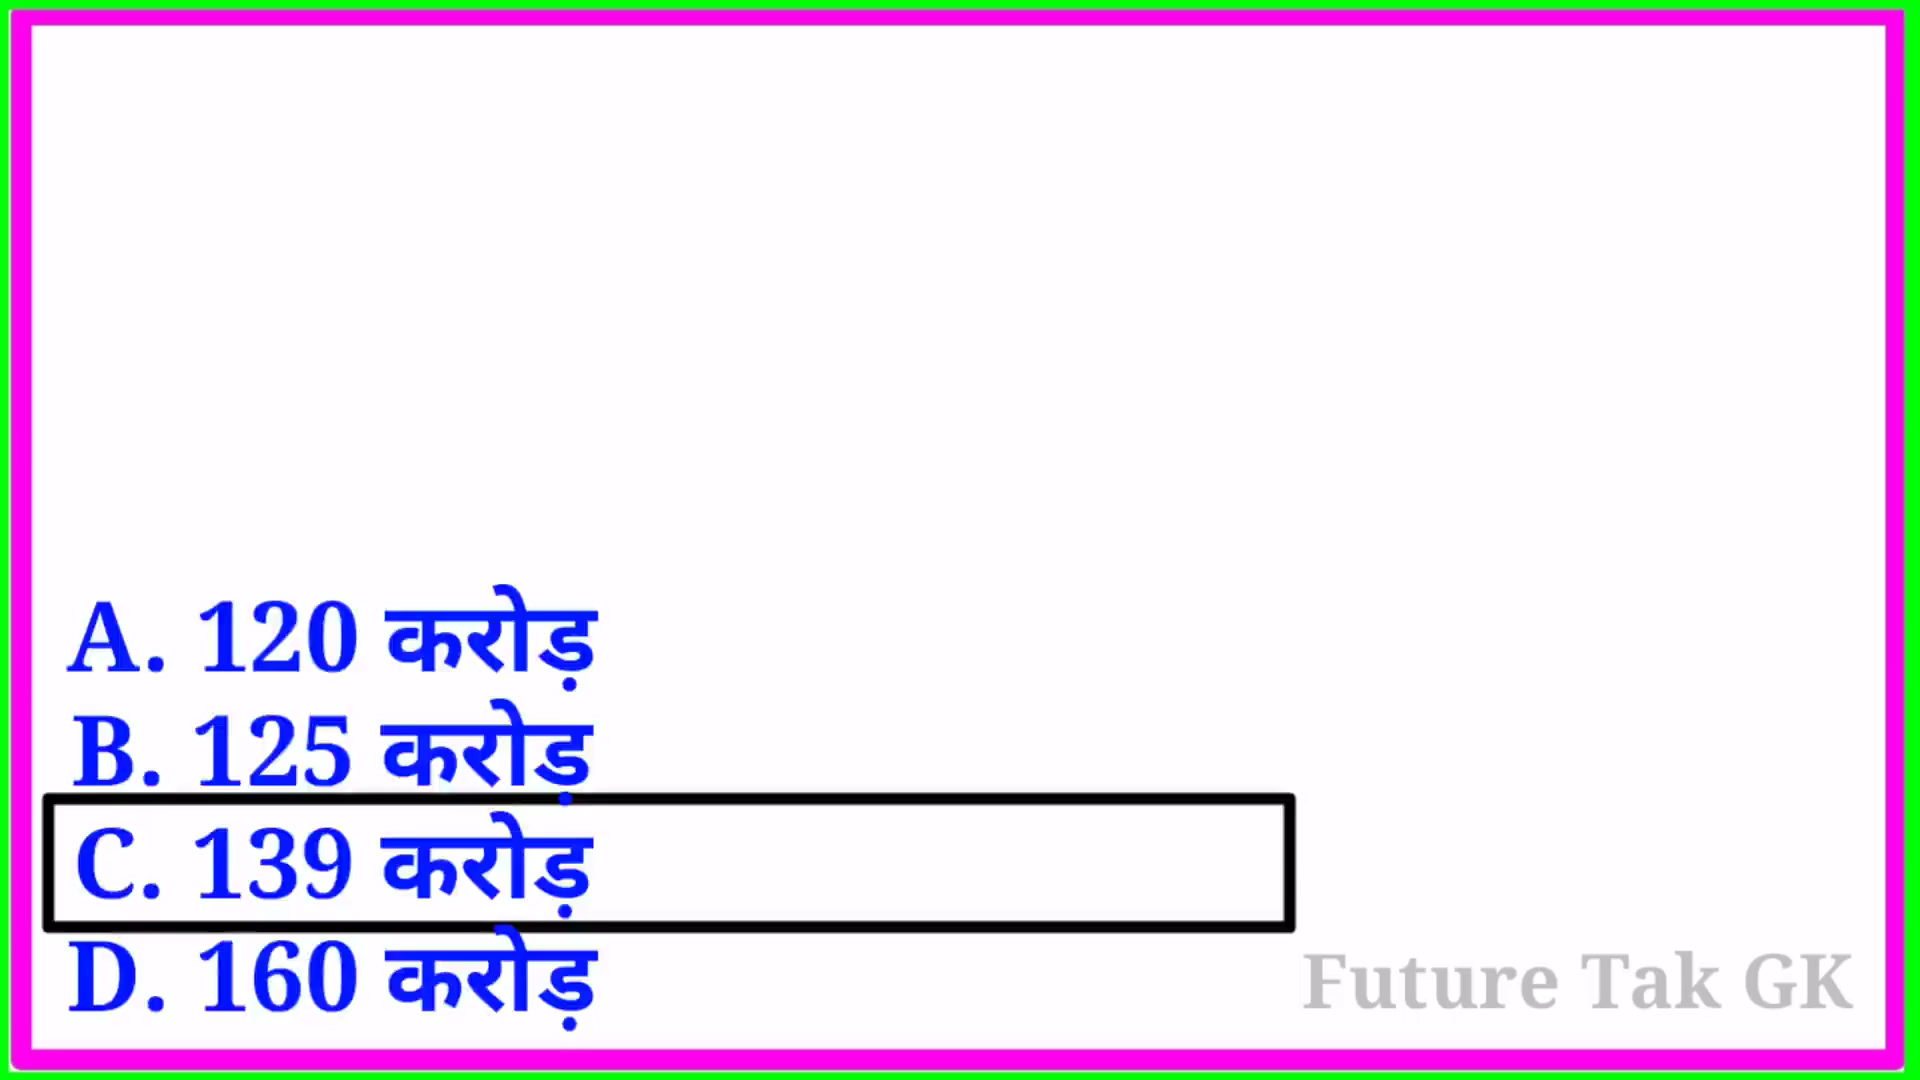 A. 120 करोड़
B. 125 करोड़
C. 139 करोड़
D. 160 करोड़
Future Tak GK